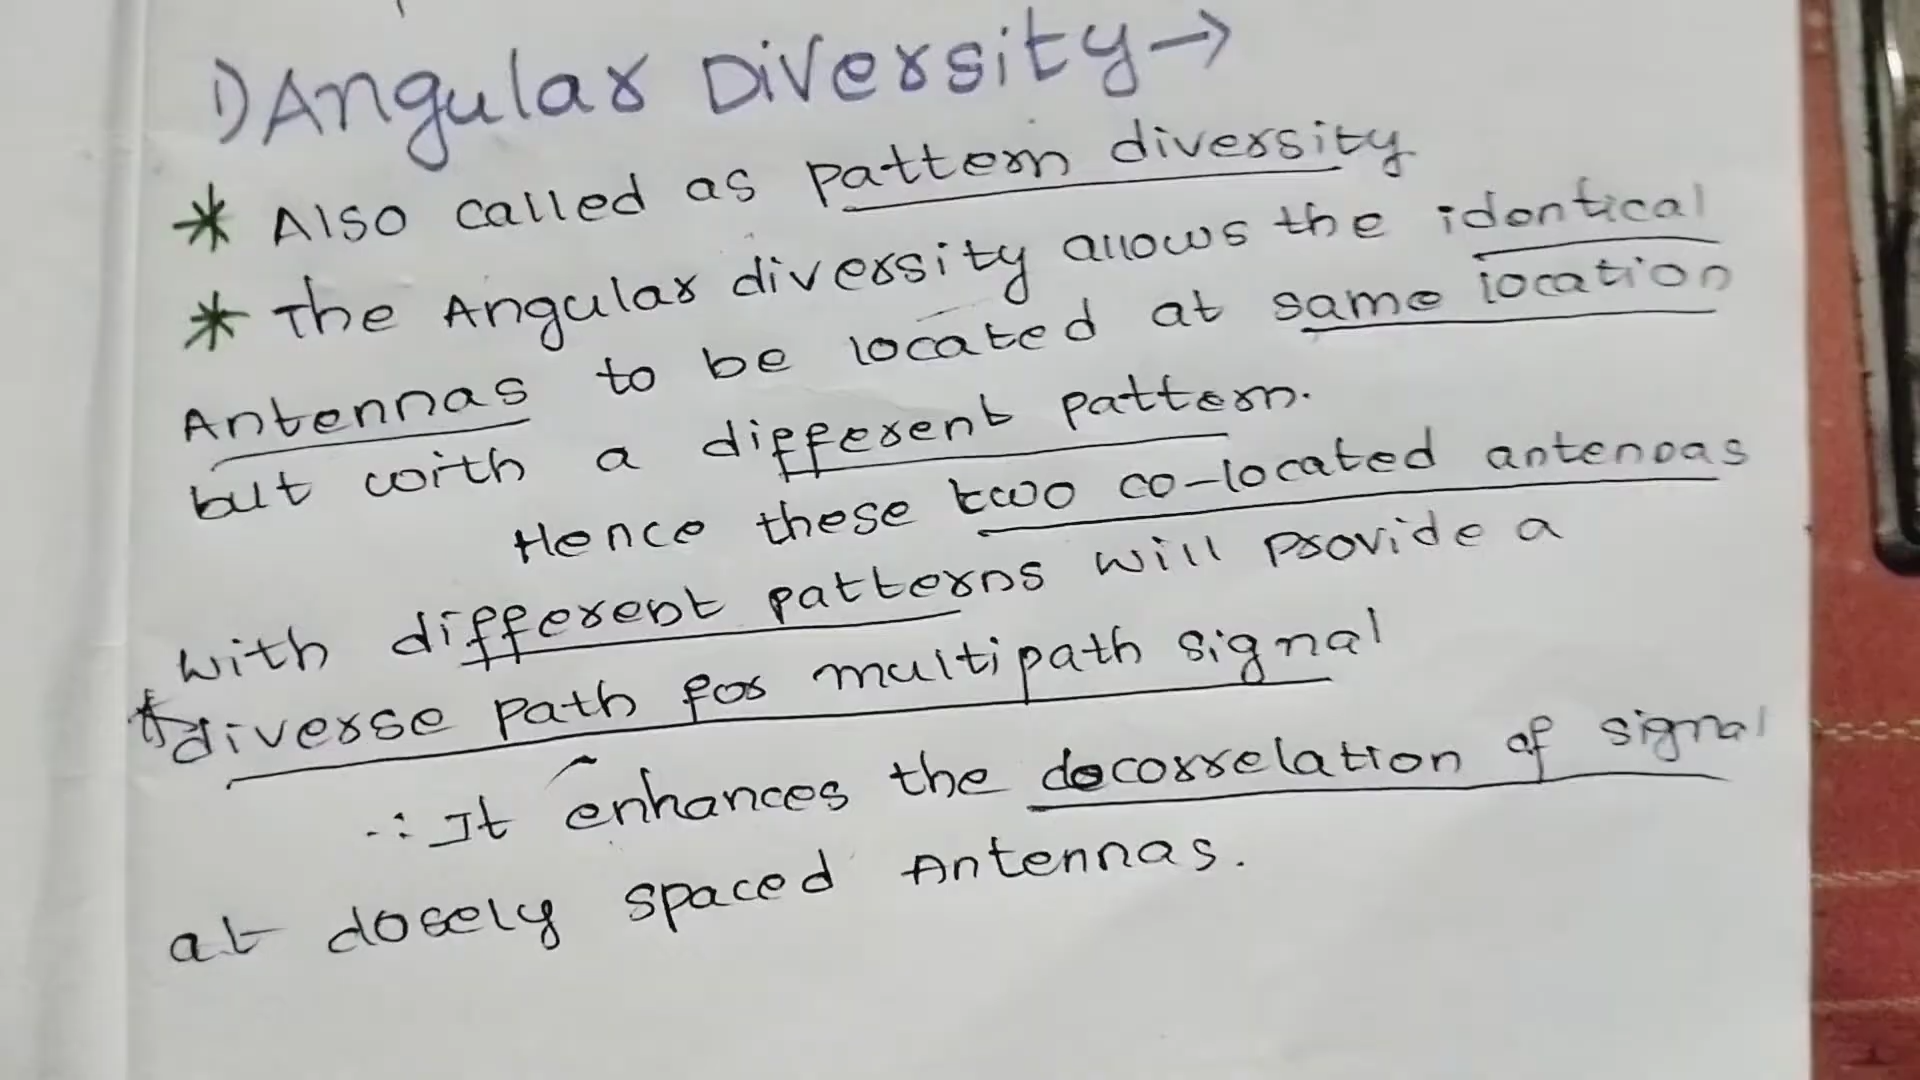 1) Angular Diversity →
* Also called as pattern diversity
* The Angular diversity allows the identical
Antennas to be located at same location
but with a different pattern.
Hence these two co-located antennas
with different patterns will provide a
diverse path for multipath signal
∴ It enhances the decorrelation of signal
at closely spaced Antennas.